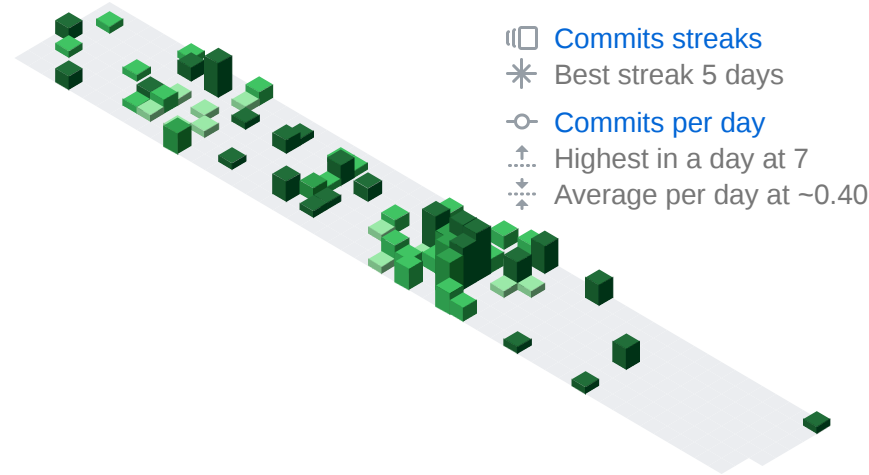 Commits streaks
Best streak 5 days
Commits per day
Highest in a day at 7
Average per day at ~0.40